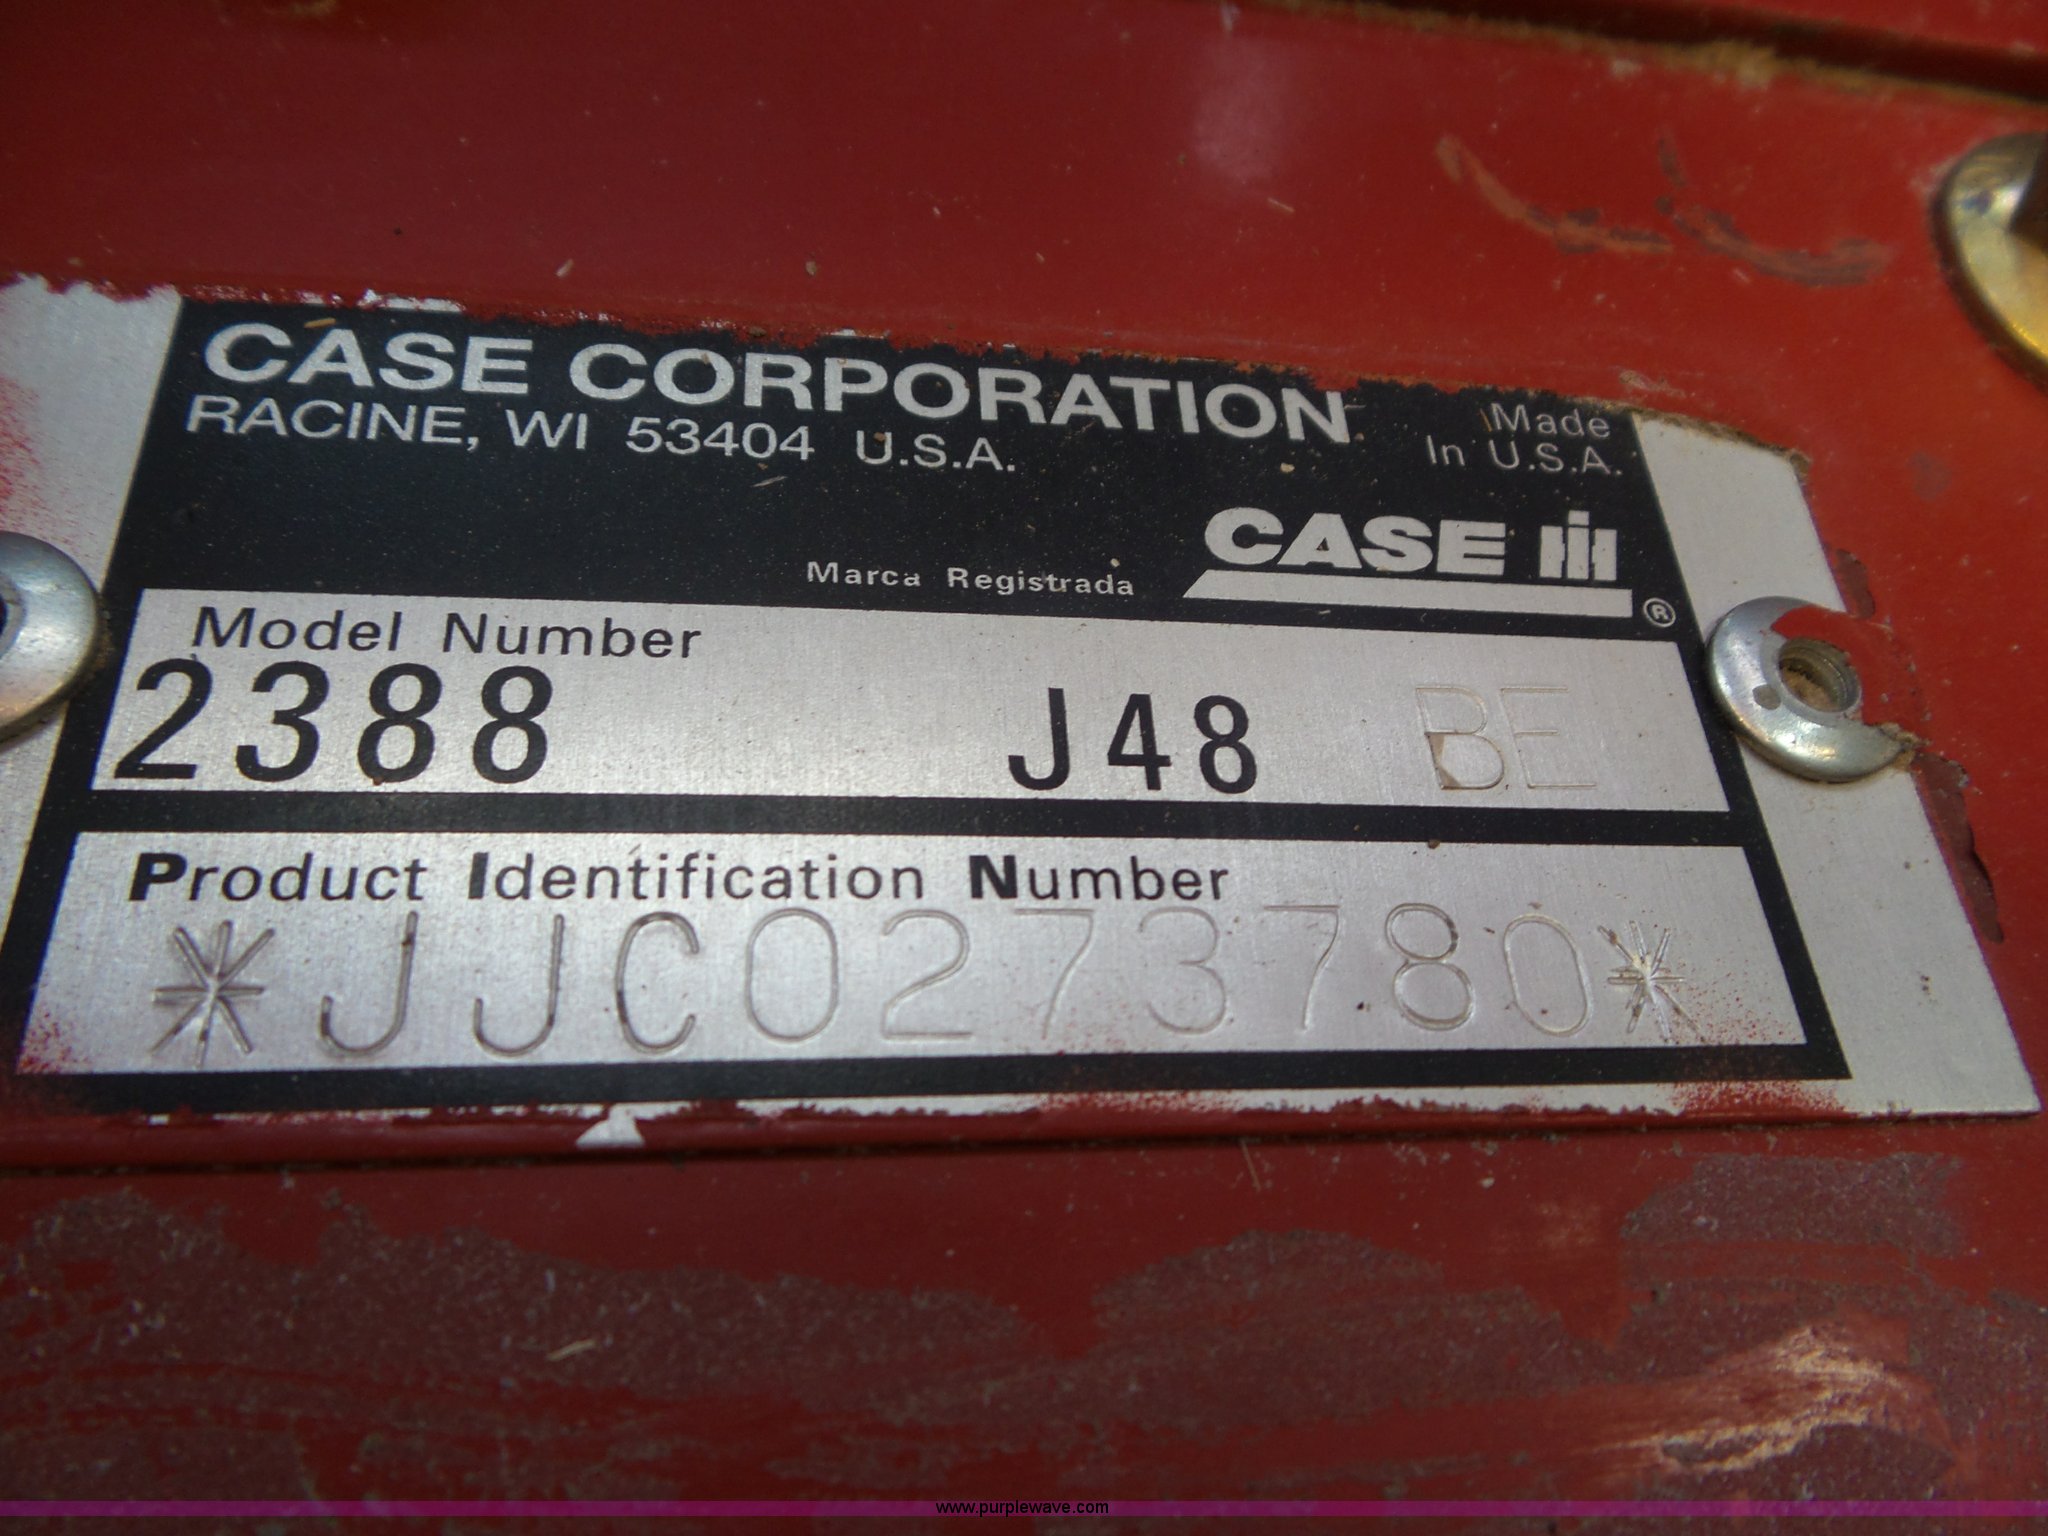 CASE CORPORATION
RACINE, WI 53404 U.S.A.
Made
In U.S.A.
Marca Registrada
CASE IH ®
Model Number
2388 J48 BE
Product Identification Number
*JJC0273780*
www.purplewave.com